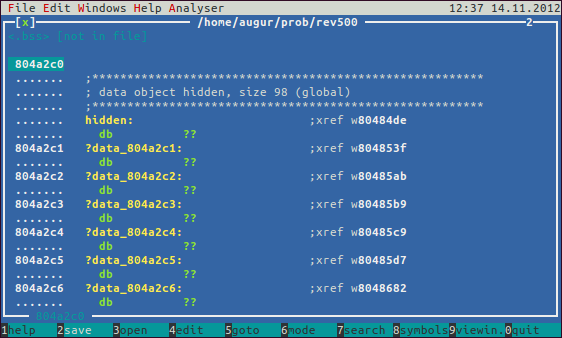 File Edit Windows Help Analyser 12:37 14.11.2012
[x] /home/augur/prob/rev500 2
<.bss> [not in file]
804a2c0
....... ;********************************************************
....... ; data object hidden, size 98 (global)
....... ;********************************************************
....... hidden: ;xref w80484de
....... db ??
804a2c1 ?data_804a2c1: ;xref w804853f
....... db ??
804a2c2 ?data_804a2c2: ;xref w80485ab
....... db ??
804a2c3 ?data_804a2c3: ;xref w80485b9
....... db ??
804a2c4 ?data_804a2c4: ;xref w80485c9
....... db ??
804a2c5 ?data_804a2c5: ;xref w80485d7
....... db ??
804a2c6 ?data_804a2c6: ;xref w8048682
....... db ??
804a2c0
1help 2save 3open 4edit 5goto 6mode 7search 8symbols9viewin.0quit